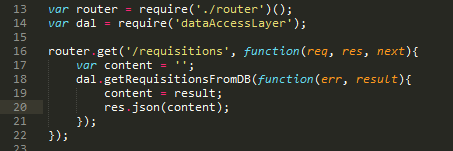 13 var router = require('./router')();
14 var dal = require('dataAccessLayer');
15
16 router.get('/requisitions', function(req, res, next){
17     var content = '';
18     dal.getRequisitionsFromDB(function(err, result){
19         content = result;
20         res.json(content);
21     });
22 });
23